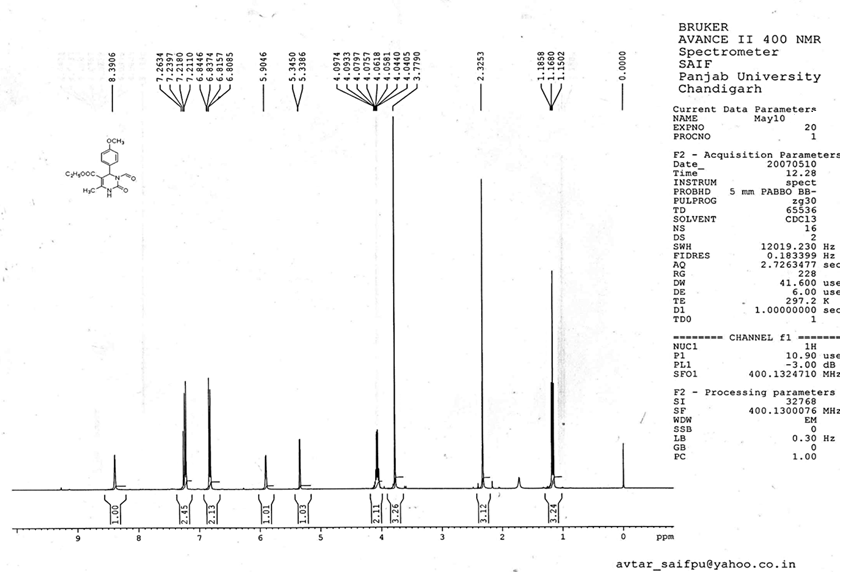 8.3906
7.2634
7.2397
7.2180
7.2110
6.8446
6.8374
6.8157
6.8085
5.9046
5.3450
5.3386
4.0974
4.0933
4.0797
4.0757
4.0618
4.0581
4.0440
4.0405
3.7790
2.3253
1.1858
1.1680
1.1502
0.0000
BRUKER
AVANCE II 400 NMR
Spectrometer
SAIF
Panjab University
Chandigarh
Current Data Parameters
NAME May10
EXPNO 20
PROCNO 1
F2 - Acquisition Parameters
Date_ 20070510
Time 12.28
INSTRUM spect
PROBHD 5 mm PABBO BB-
PULPROG zg30
TD 65536
SOLVENT CDCl3
NS 16
DS 2
SWH 12019.230 Hz
FIDRES 0.183399 Hz
AQ 2.7263477 sec
RG 228
DW 41.600 use
DE 6.00 use
TE 297.2 K
D1 1.00000000 sec
TD0 1
======== CHANNEL f1 =======
NUC1 1H
P1 10.90 use
PL1 -3.00 dB
SFO1 400.1324710 MHz
F2 - Processing parameters
SI 32768
SF 400.1300076 MHz
WDW EM
SSB 0
LB 0.30 Hz
GB 0
PC 1.00
OCH3
C2H5OOC N O
H3C N O
H
1.00 2.45 2.13 1.01 1.03 2.11 3.26 3.12 3.24
9 8 7 6 5 4 3 2 1 0 ppm
avtar_saifpu@yahoo.co.in